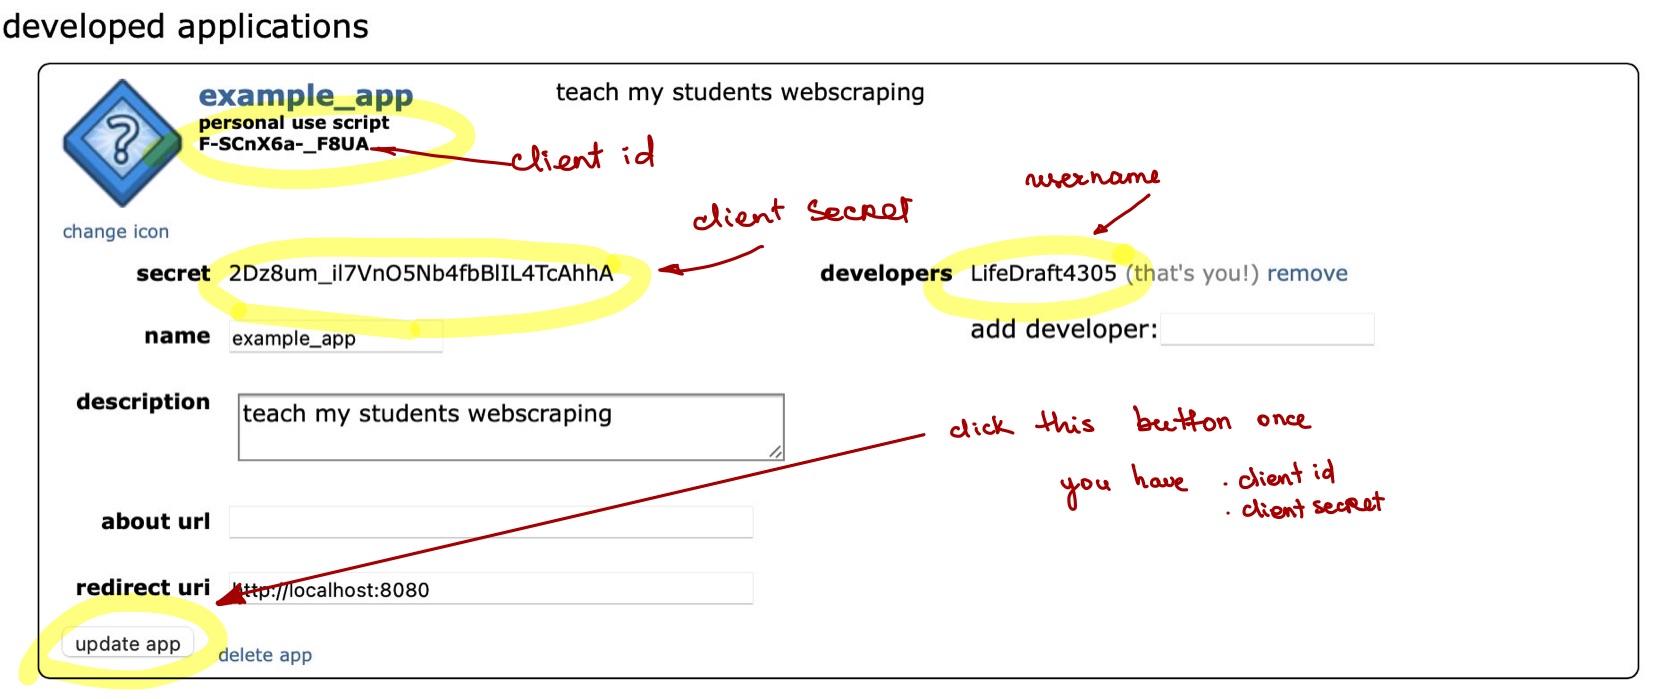 developed applications
example_app
teach my students webscraping
personal use script
F-SCnX6a-_F8UA
client id
username
change icon
client secret
secret 2Dz8um_il7VnO5Nb4fbBlIL4TcAhhA
developers LifeDraft4305 (that's you!) remove
name example_app
add developer:
description teach my students webscraping
click this button once
you have . client id
. client secret
about url
redirect uri http://localhost:8080
update app
delete app